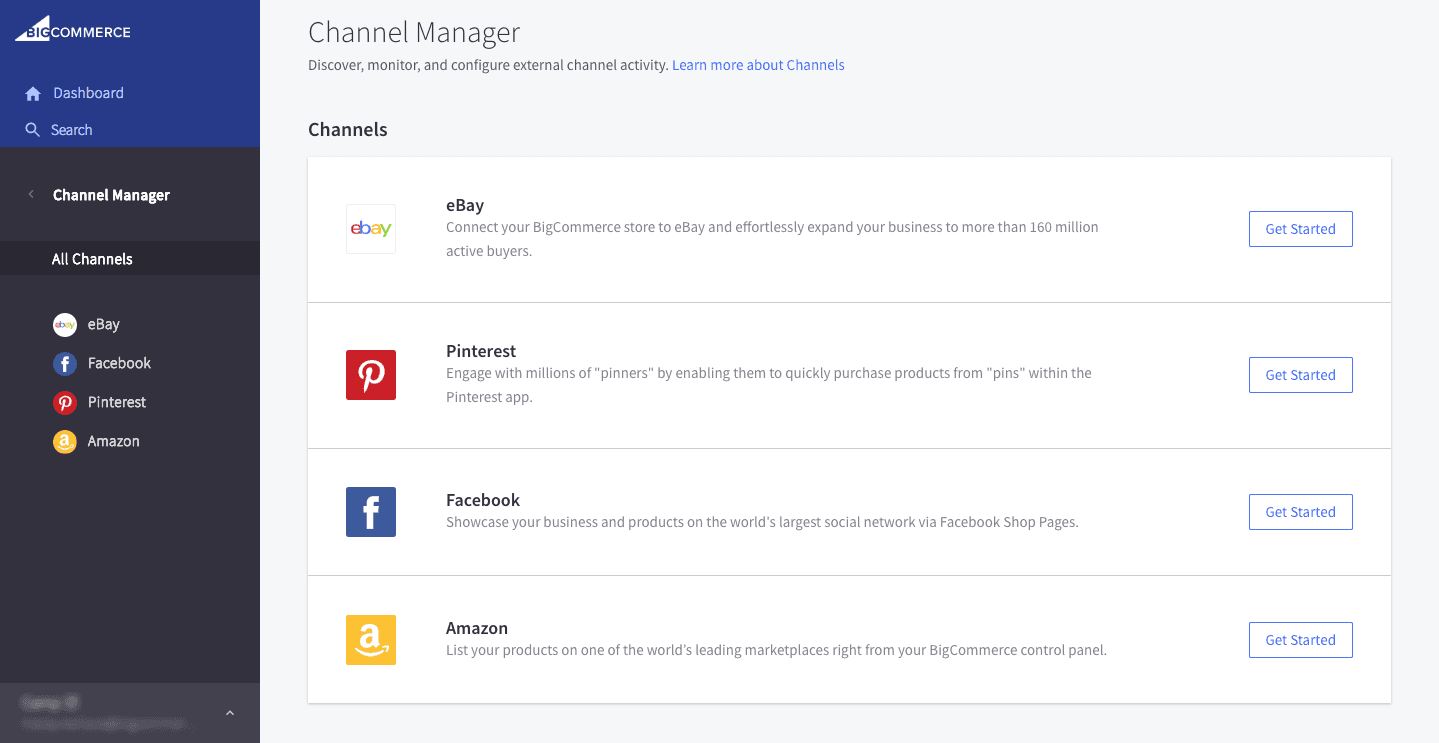 BIGCOMMERCE
Dashboard
Search
Channel Manager
All Channels
ebay eBay
Facebook
Pinterest
Amazon
Channel Manager
Discover, monitor, and configure external channel activity. Learn more about Channels
Channels
ebay
eBay
Connect your BigCommerce store to eBay and effortlessly expand your business to more than 160 million
active buyers.
Get Started
Pinterest
Engage with millions of "pinners" by enabling them to quickly purchase products from "pins" within the
Pinterest app.
Get Started
Facebook
Showcase your business and products on the world's largest social network via Facebook Shop Pages.
Get Started
Amazon
List your products on one of the world’s leading marketplaces right from your BigCommerce control panel.
Get Started